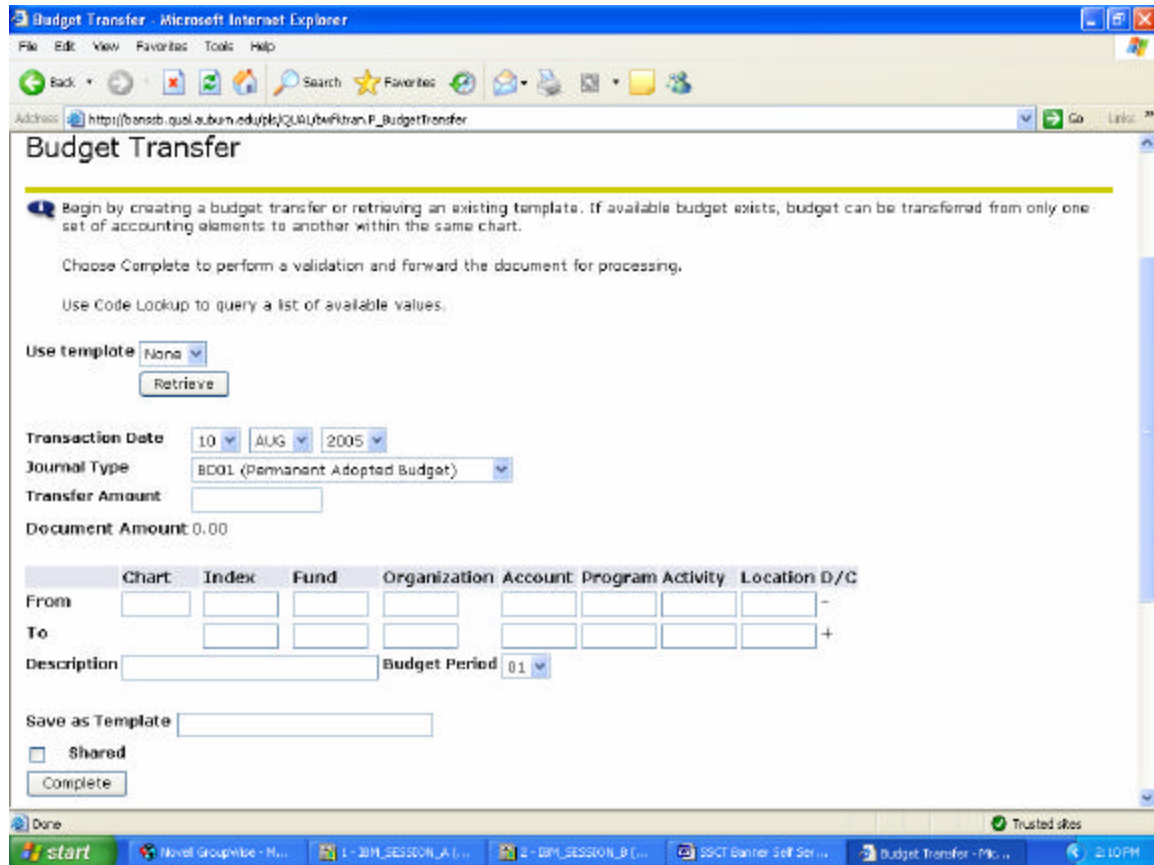 Budget Transfer - Microsoft Internet Explorer
File Edit View Favorites Tools Help
Back Search Favorites
Address https://banssb.qual.auburn.edu/pls/QUAL/bwfkitran.P_BudgetTransfer Go Links »
Budget Transfer
Begin by creating a budget transfer or retrieving an existing template. If available budget exists, budget can be transferred from only one
set of accounting elements to another within the same chart.
Choose Complete to perform a validation and forward the document for processing.
Use Code Lookup to query a list of available values.
Use template None
Retrieve
Transaction Date 10 AUG 2005
Journal Type BD01 (Permanent Adopted Budget)
Transfer Amount
Document Amount 0.00
Chart Index Fund Organization Account Program Activity Location D/C
From -
To +
Description Budget Period 01
Save as Template
Shared
Complete
Done Trusted sites
start Novell GroupWise - M... 1 - IBM_SESSION_A (... 2 - IBM_SESSION_B (... SSCT Banner Self Ser... Budget Transfer - Mic... 2:10 PM